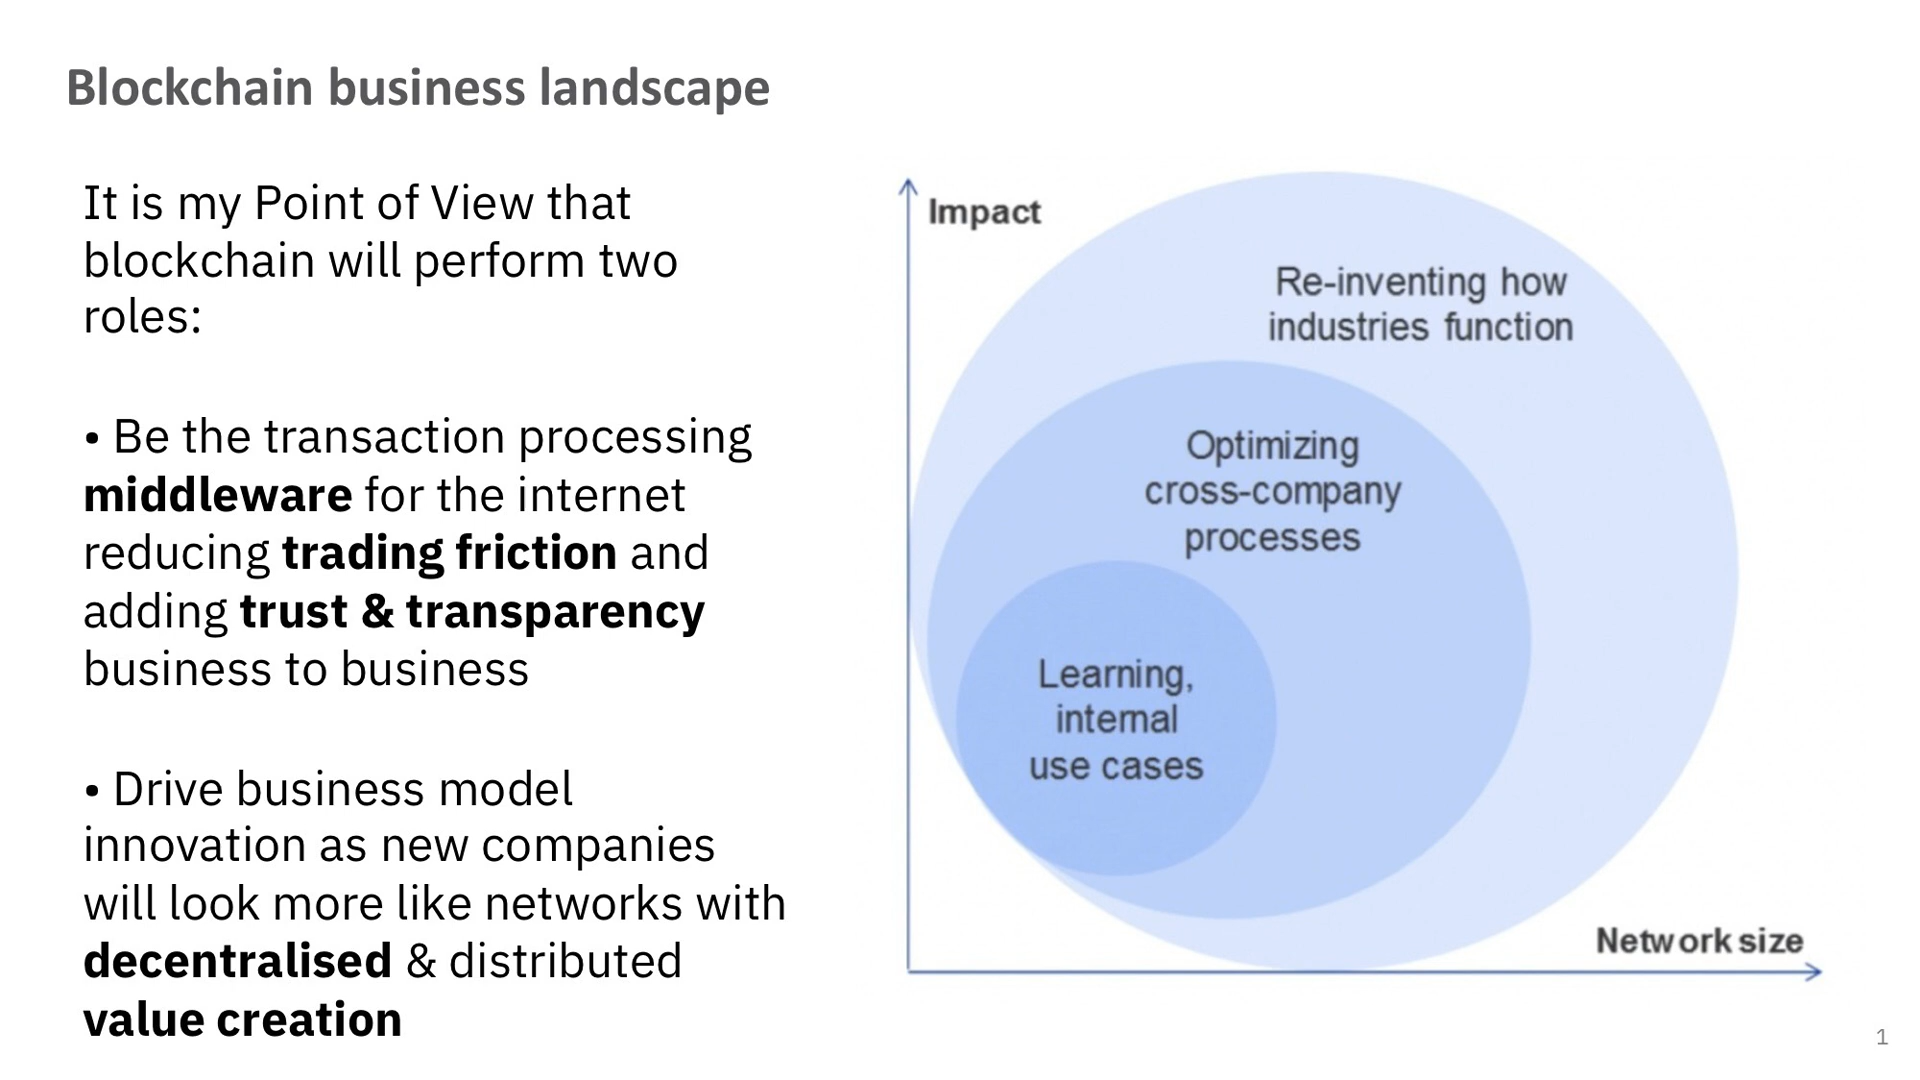 Blockchain business landscape
It is my Point of View that
blockchain will perform two
roles:
• Be the transaction processing
middleware for the internet
reducing trading friction and
adding trust & transparency
business to business
• Drive business model
innovation as new companies
will look more like networks with
decentralised & distributed
value creation
Impact
Re-inventing how
industries function
Optimizing
cross-company
processes
Learning,
internal
use cases
Network size
1